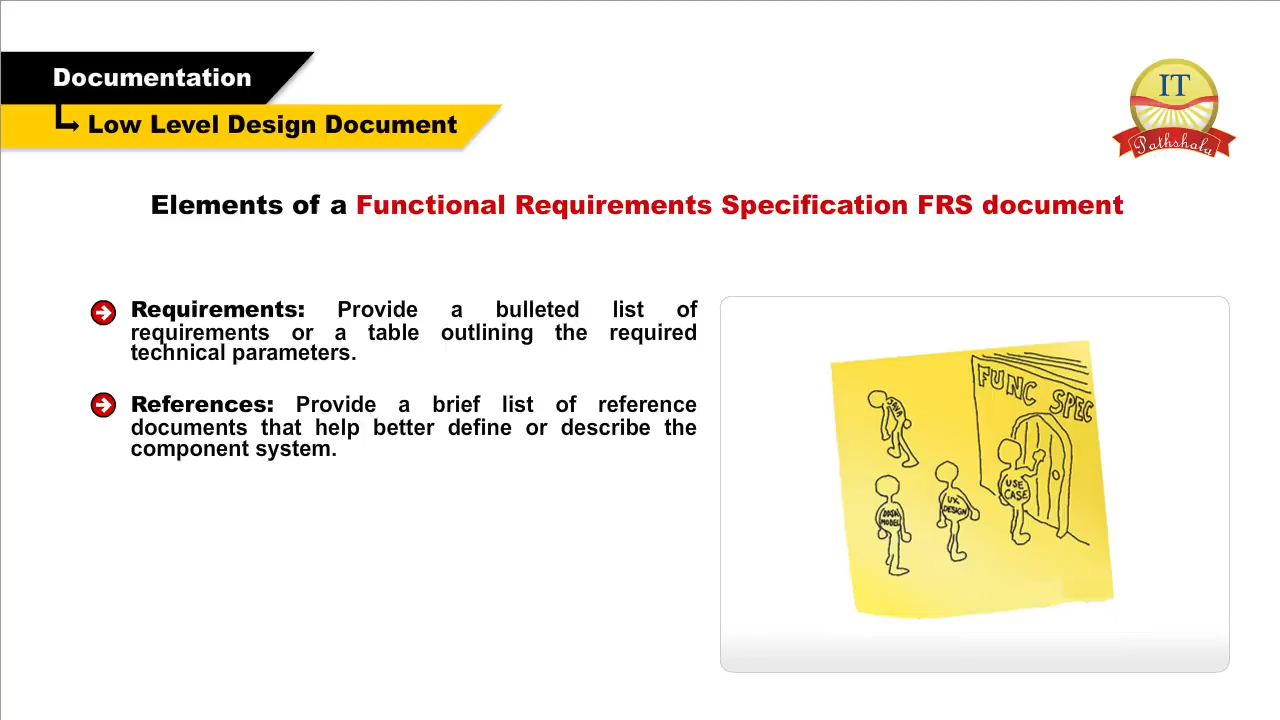 Documentation
Low Level Design Document
IT
Pathshala
Elements of a Functional Requirements Specification FRS document
Requirements: Provide a bulleted list of
requirements or a table outlining the required
technical parameters.
References: Provide a brief list of reference
documents that help better define or describe the
component system.
FUNC SPEC
JAVA
DATA
MODEL
UX
DESIGN
USE
CASE